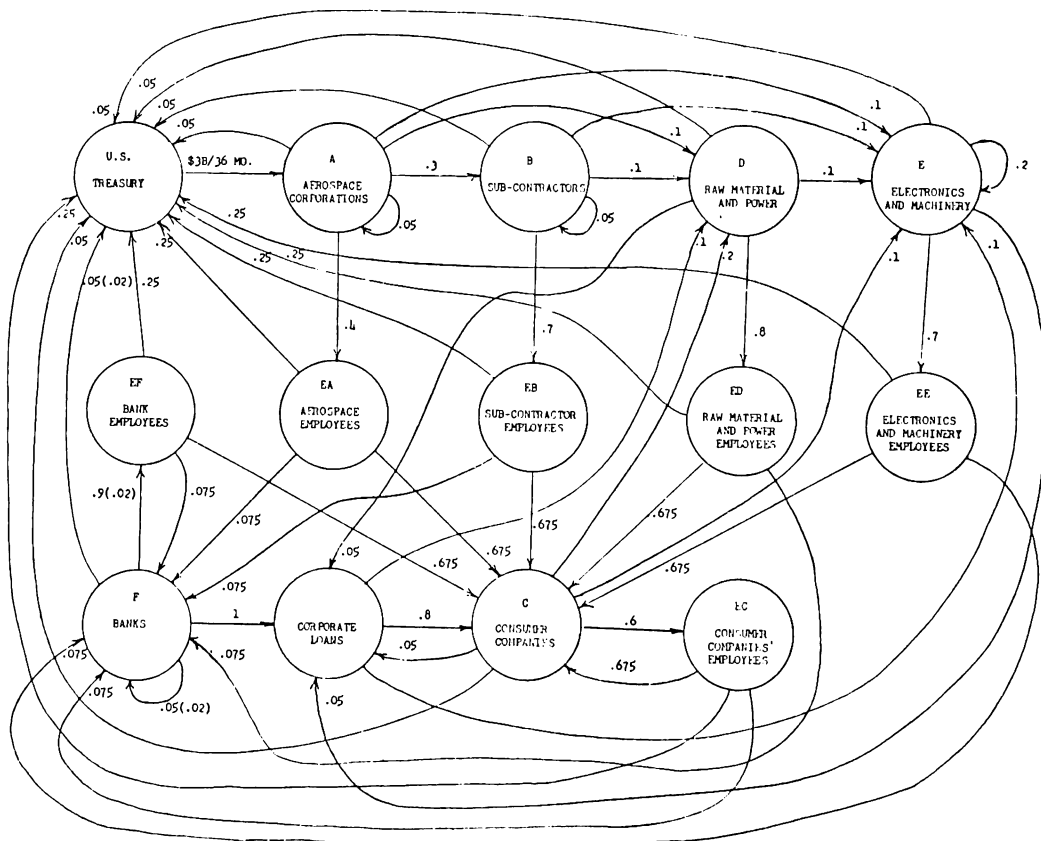 .05
.05
.05
.05
.1
.1
.1
U.S.
TREASURY
$3B/36 MO.
A
AEROSPACE
CORPORATIONS
.3
B
SUB-CONTRACTORS
.1
D
RAW MATERIAL
AND POWER
.1
E
ELECTRONICS
AND MACHINERY
.2
.05
.05
.25
.25
.05
.25
.25
.25
.1
.2
.1
.1
.05(.02)
.25
.4
.7
.8
.7
EF
BANK
EMPLOYEES
EA
AEROSPACE
EMPLOYEES
EB
SUB-CONTRACTOR
EMPLOYEES
ED
RAW MATERIAL
AND POWER
EMPLOYEES
EE
ELECTRONICS
AND MACHINERY
EMPLOYEES
.9(.02)
.075
.075
.675
.675
.675
.675
.675
.05
.075
F
BANKS
1
CORPORATE
LOANS
.8
C
CONSUMER
COMPANIES
.6
EC
CONSUMER
COMPANIES'
EMPLOYEES
.05
.675
.075
.075
.075
.05
.05(.02)